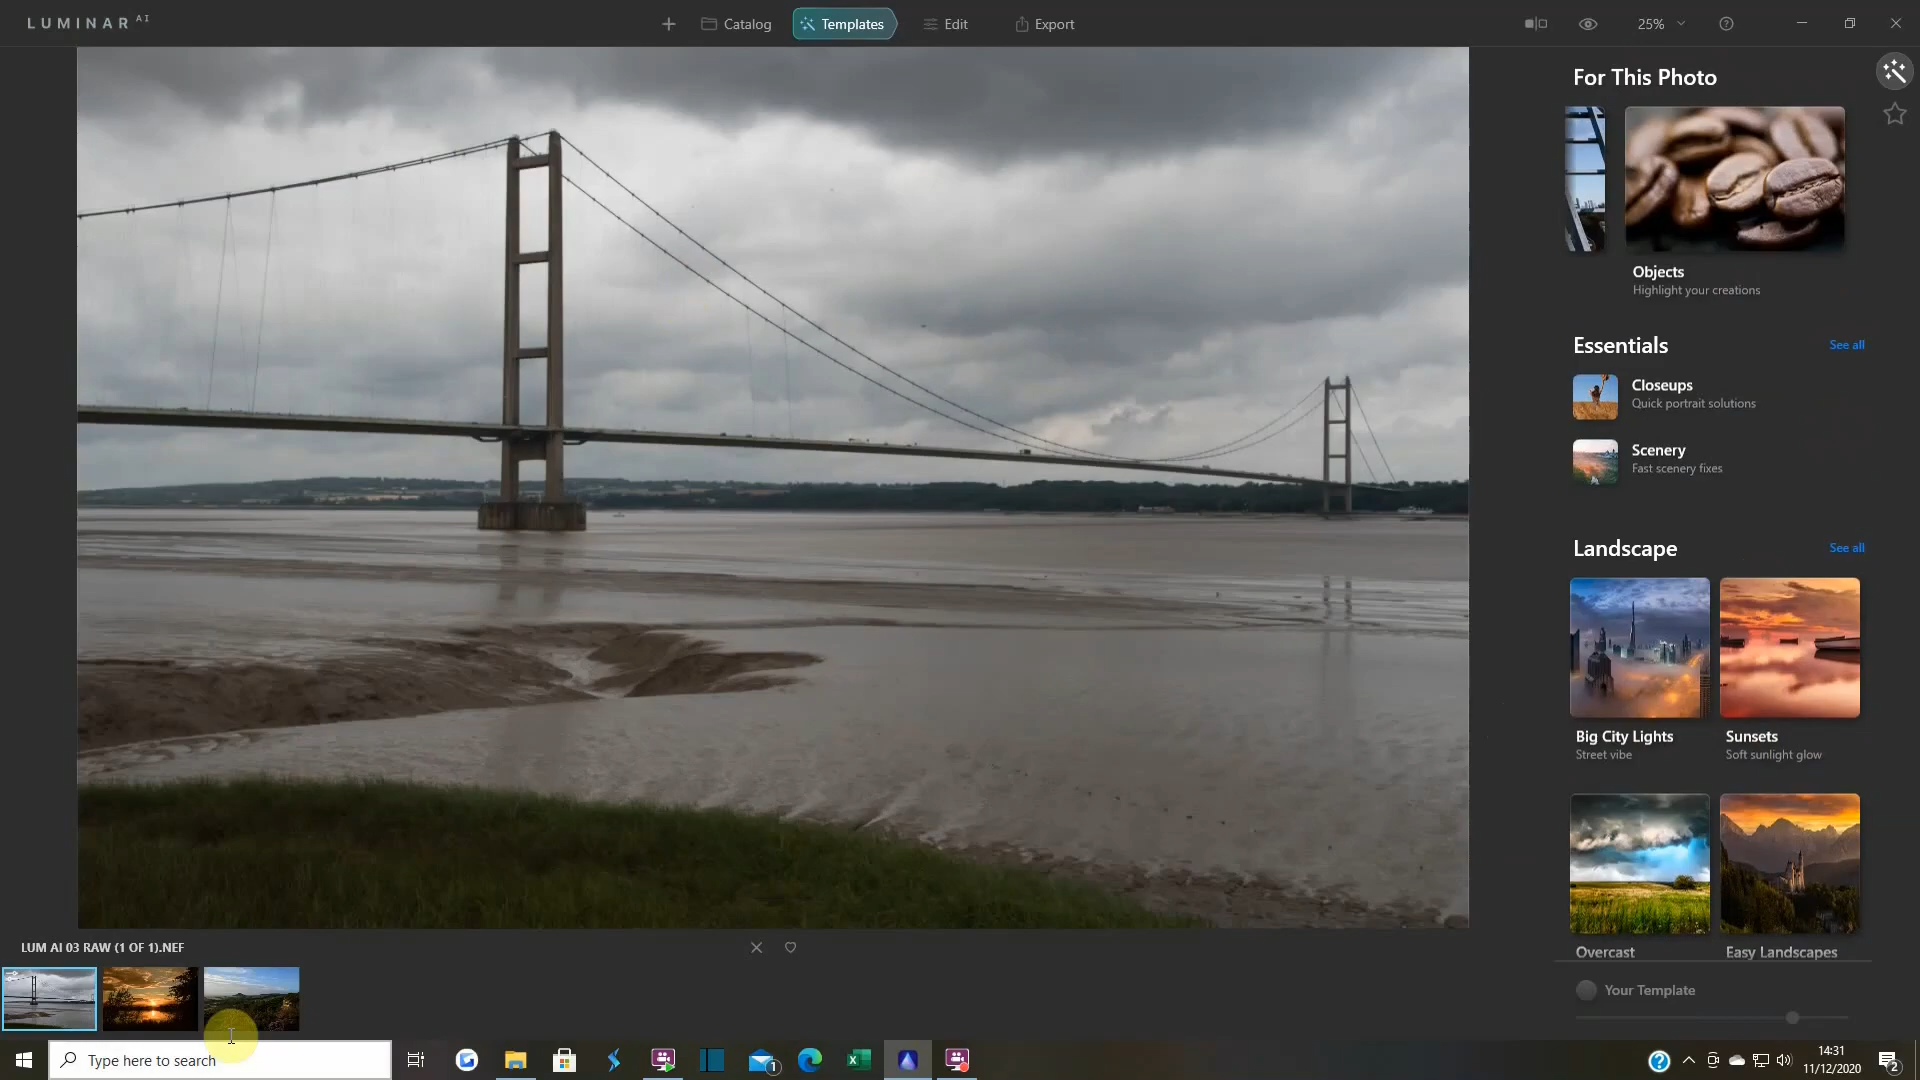 LUMINAR AI
Catalog
Templates
Edit
Export
25%
For This Photo
Objects
Highlight your creations
Essentials
See all
Closeups
Quick portrait solutions
Scenery
Fast scenery fixes
Landscape
See all
Big City Lights
Street vibe
Sunsets
Soft sunlight glow
Overcast
Easy Landscapes
LUM AI 03 RAW (1 OF 1).NEF
Your Template
Type here to search
1
14:31
11/12/2020
2